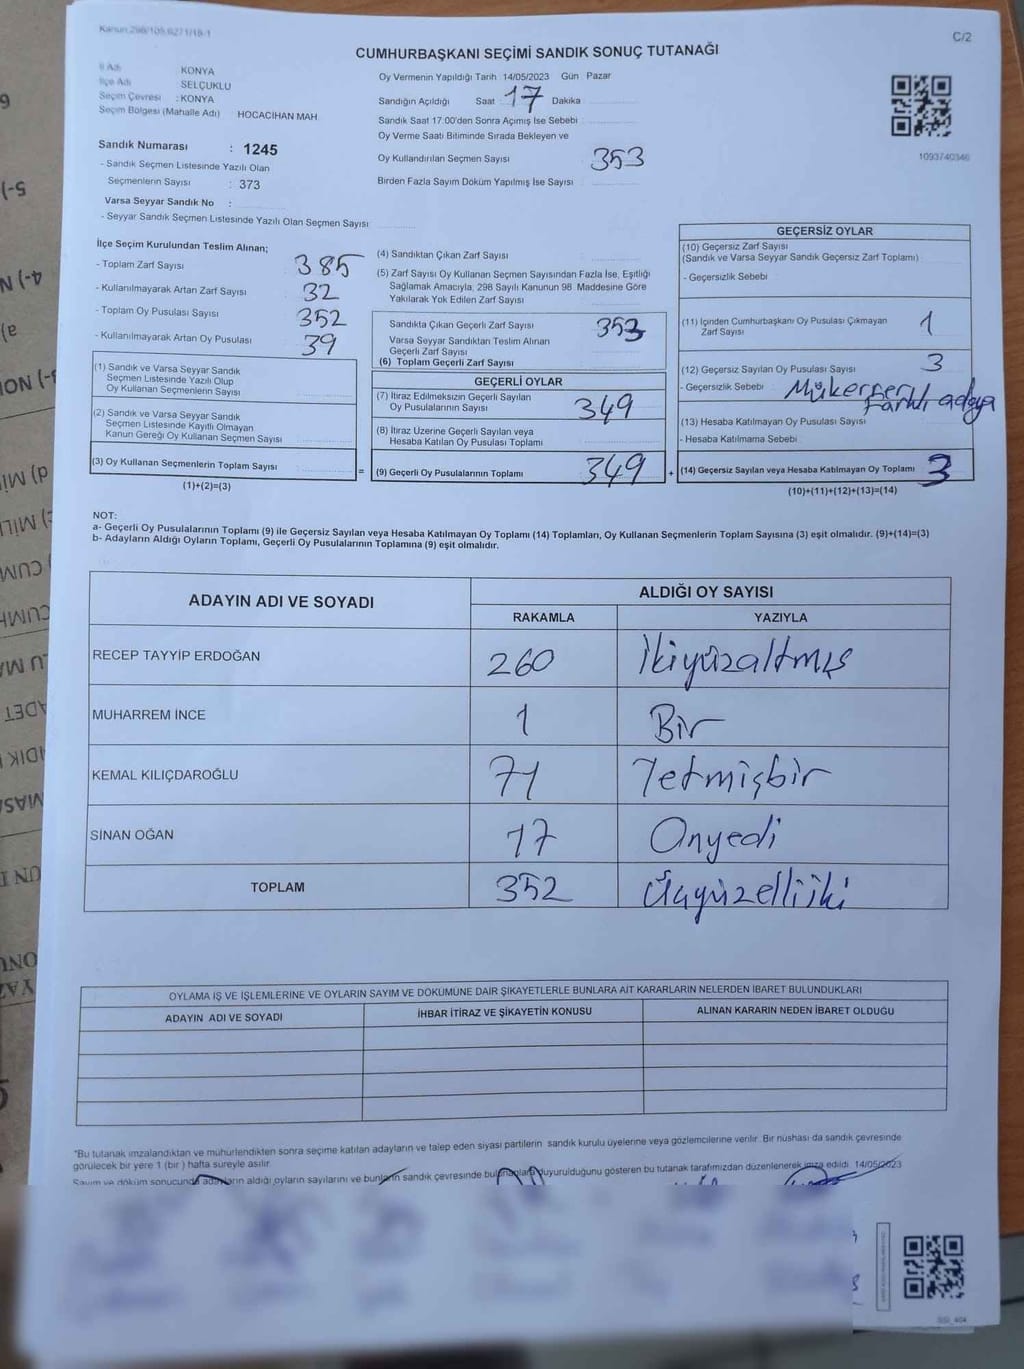 Kanun 298/105,6271/18-1
C/2
CUMHURBAŞKANI SEÇİMİ SANDIK SONUÇ TUTANAĞI
İl Adı KONYA
İlçe Adı SELÇUKLU
Seçim Çevresi : KONYA
Seçim Bölgesi (Mahalle Adı) HOCACİHAN MAH.
Sandık Numarası : 1245
- Sandık Seçmen Listesinde Yazılı Olan
Seçmenlerin Sayısı : 373
Varsa Seyyar Sandık No :
- Seyyar Sandık Seçmen Listesinde Yazılı Olan Seçmen Sayısı
Oy Vermenin Yapıldığı Tarih 14/05/2023 Gün Pazar
Sandığın Açıldığı Saat : 17 Dakika
Sandık Saat 17:00'den Sonra Açımış İse Sebebi
Oy Verme Saati Bitiminde Sırada Bekleyen ve
Oy Kullandırılan Seçmen Sayısı 353
Birden Fazla Sayım Döküm Yapılmış İse Sayısı
1093740346
İlçe Seçim Kurulundan Teslim Alınan;
- Toplam Zarf Sayısı 385
- Kullanılmayarak Artan Zarf Sayısı 32
- Toplam Oy Pusulası Sayısı 352
- Kullanılmayarak Artan Oy Pusulası 39
(1) Sandık ve Varsa Seyyar Sandık
Seçmen Listesinde Yazılı Olup
Oy Kullanan Seçmenlerin Sayısı
(2) Sandık ve Varsa Seyyar Sandık
Seçmen Listesinde Kayıtlı Olmayan
Kanun Gereği Oy Kullanan Seçmen Sayısı
(3) Oy Kullanan Seçmenlerin Toplam Sayısı
(1)+(2)=(3)
(4) Sandıktan Çıkan Zarf Sayısı
(5) Zarf Sayısı Oy Kullanan Seçmen Sayısından Fazla İse, Eşitliği
Sağlamak Amacıyla, 298 Sayılı Kanunun 98. Maddesine Göre
Yakılarak Yok Edilen Zarf Sayısı
Sandıkta Çıkan Geçerli Zarf Sayısı 353
Varsa Seyyar Sandıktan Teslim Alınan
Geçerli Zarf Sayısı
(6) Toplam Geçerli Zarf Sayısı
GEÇERLİ OYLAR
(7) İtiraz Edilmeksizin Geçerli Sayılan
Oy Pusulalarının Sayısı 349
(8) İtiraz Üzerine Geçerli Sayılan veya
Hesaba Katılan Oy Pusulası Toplamı
= (9) Geçerli Oy Pusulalarının Toplamı 349 +
GEÇERSİZ OYLAR
(10) Geçersiz Zarf Sayısı
(Sandık ve Varsa Seyyar Sandık Geçersiz Zarf Toplamı)
- Geçersizlik Sebebi
(11) İçinden Cumhurbaşkanı Oy Pusulası Çıkmayan
Zarf Sayısı 1
(12) Geçersiz Sayılan Oy Pusulası Sayısı 3
- Geçersizlik Sebebi Mükerrer
Farklı adaya
(13) Hesaba Katılmayan Oy Pusulası Sayısı
- Hesaba Katılmama Sebebi
(14) Geçersiz Sayılan veya Hesaba Katılmayan Oy Toplamı 3
(10)+(11)+(12)+(13)=(14)
NOT:
a- Geçerli Oy Pusulalarının Toplamı (9) ile Geçersiz Sayılan veya Hesaba Katılmayan Oy Toplamı (14) Toplamları, Oy Kullanan Seçmenlerin Toplam Sayısına (3) eşit olmalıdır. (9)+(14)=(3)
b- Adayların Aldığı Oyların Toplamı, Geçerli Oy Pusulalarının Toplamına (9) eşit olmalıdır.
ADAYIN ADI VE SOYADI
ALDIĞI OY SAYISI
RAKAMLA YAZIYLA
RECEP TAYYİP ERDOĞAN 260 İkiyüzaltmış
MUHARREM İNCE 1 Bir
KEMAL KILIÇDAROĞLU 71 Yetmişbir
SİNAN OĞAN 17 Onyedi
TOPLAM 352 Üçyüzelliiki
OYLAMA İŞ VE İŞLEMLERİNE VE OYLARIN SAYIM VE DÖKÜMÜNE DAİR ŞİKAYETLERLE BUNLARA AİT KARARLARIN NELERDEN İBARET BULUNDUKLARI
ADAYIN ADI VE SOYADI İHBAR İTİRAZ VE ŞİKAYETİN KONUSU ALINAN KARARIN NEDEN İBARET OLDUĞU
*Bu tutanak imzalandıktan ve mühürlendikten sonra seçime katılan adayların ve talep eden siyasi partilerin sandık kurulu üyelerine veya gözlemcilerine verilir. Bir nüshası da sandık çevresinde
görülecek bir yere 1 (bir) hafta süreyle asılır.
Sayım ve döküm sonucunda adayların aldığı oyların sayılarını ve bunların sandık çevresinde bulunanlara duyurulduğunu gösteren bu tutanak tarafımızdan düzenlenerek imza edildi. 14/05/2023